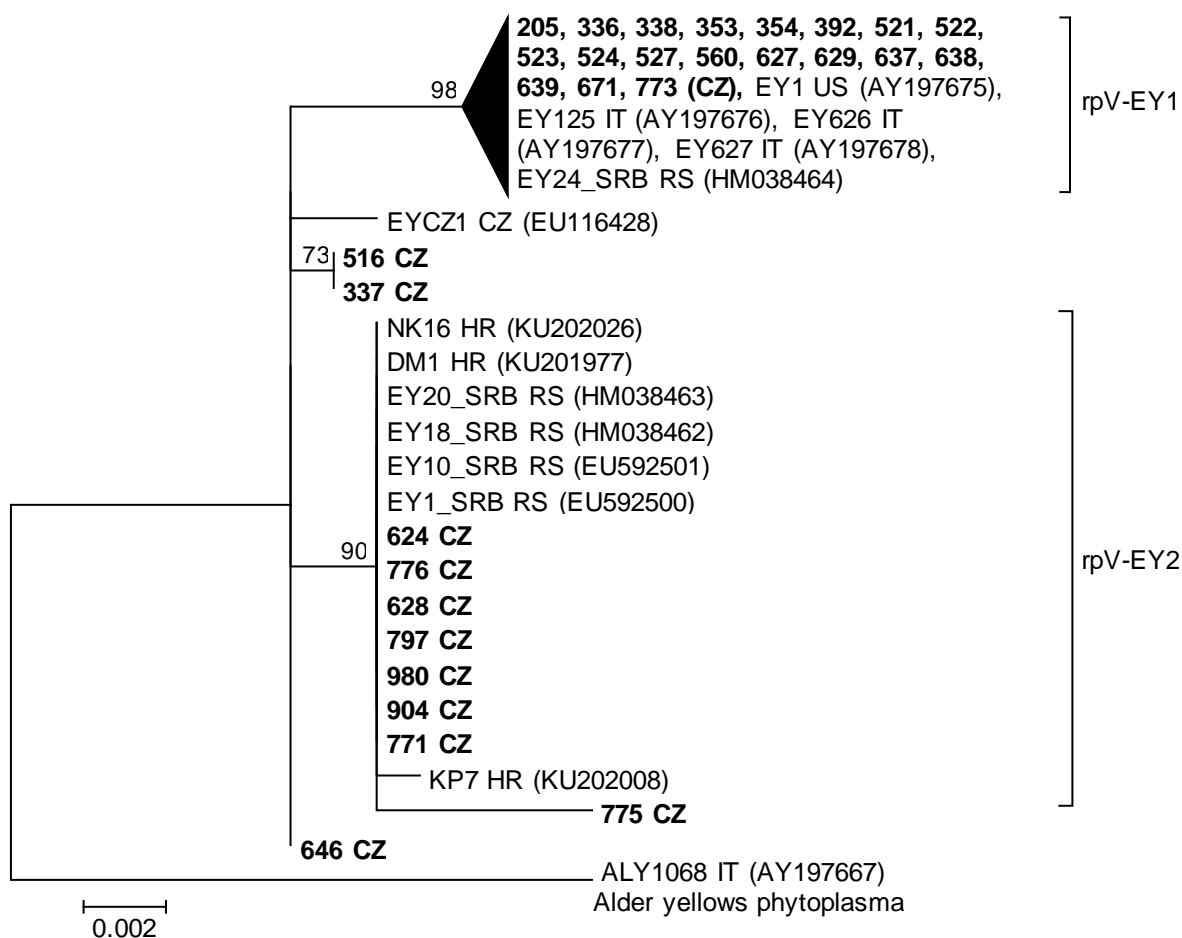 205, 336, 338, 353, 354, 392, 521, 522,
523, 524, 527, 560, 627, 629, 637, 638,
639, 671, 773 (CZ), EY1 US (AY197675),
EY125 IT (AY197676), EY626 IT
(AY197677), EY627 IT (AY197678),
EY24_SRB RS (HM038464)
98
rpV-EY1
EYCZ1 CZ (EU116428)
73
516 CZ
337 CZ
NK16 HR (KU202026)
DM1 HR (KU201977)
EY20_SRB RS (HM038463)
EY18_SRB RS (HM038462)
EY10_SRB RS (EU592501)
EY1_SRB RS (EU592500)
624 CZ
90
rpV-EY2
776 CZ
628 CZ
797 CZ
980 CZ
904 CZ
771 CZ
KP7 HR (KU202008)
775 CZ
646 CZ
ALY1068 IT (AY197667)
Alder yellows phytoplasma
0.002